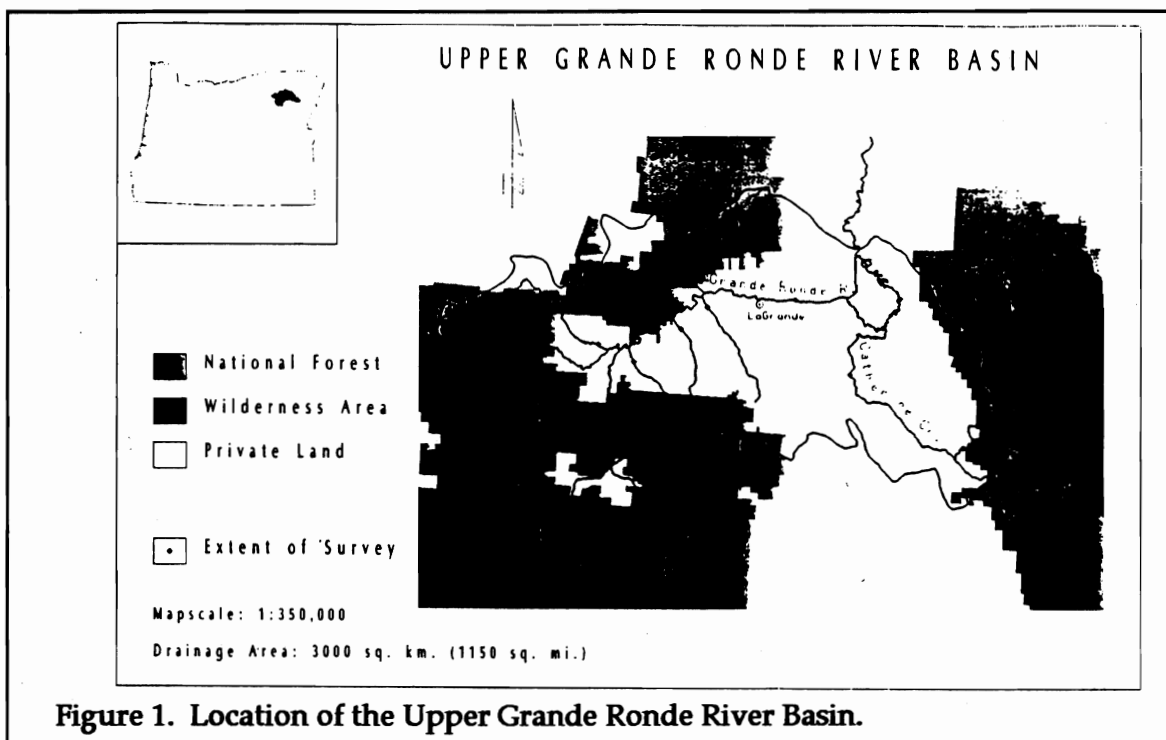 UPPER GRANDE RONDE RIVER BASIN
Grande Ronde R.
LaGrande
Catherine Cr.
National Forest
Wilderness Area
Private Land
Extent of Survey
Mapscale: 1:350,000
Drainage Area: 3000 sq. km. (1150 sq. mi.)
Figure 1. Location of the Upper Grande Ronde River Basin.